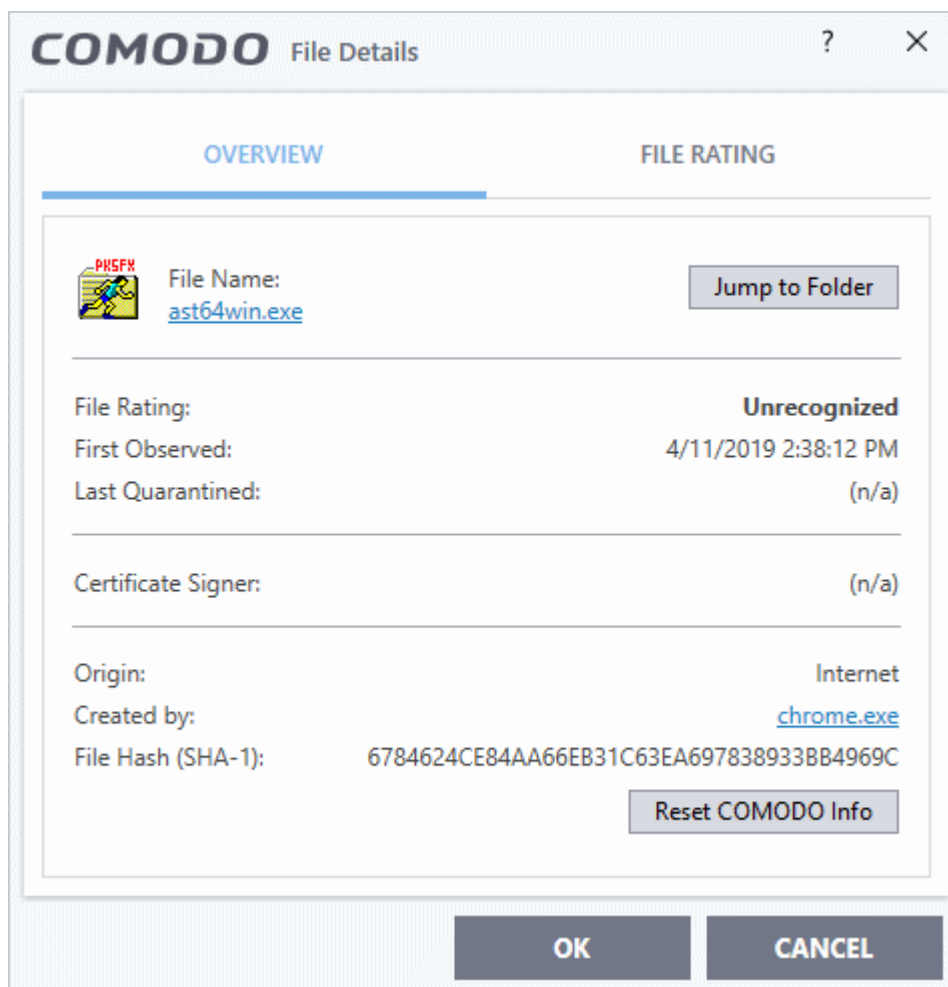 COMODO File Details ?
OVERVIEW FILE RATING
PKSFX
File Name:
ast64win.exe
Jump to Folder
File Rating: Unrecognized
First Observed: 4/11/2019 2:38:12 PM
Last Quarantined: (n/a)
Certificate Signer: (n/a)
Origin: Internet
Created by: chrome.exe
File Hash (SHA-1): 6784624CE84AA66EB31C63EA697838933BB4969C
Reset COMODO Info
OK CANCEL